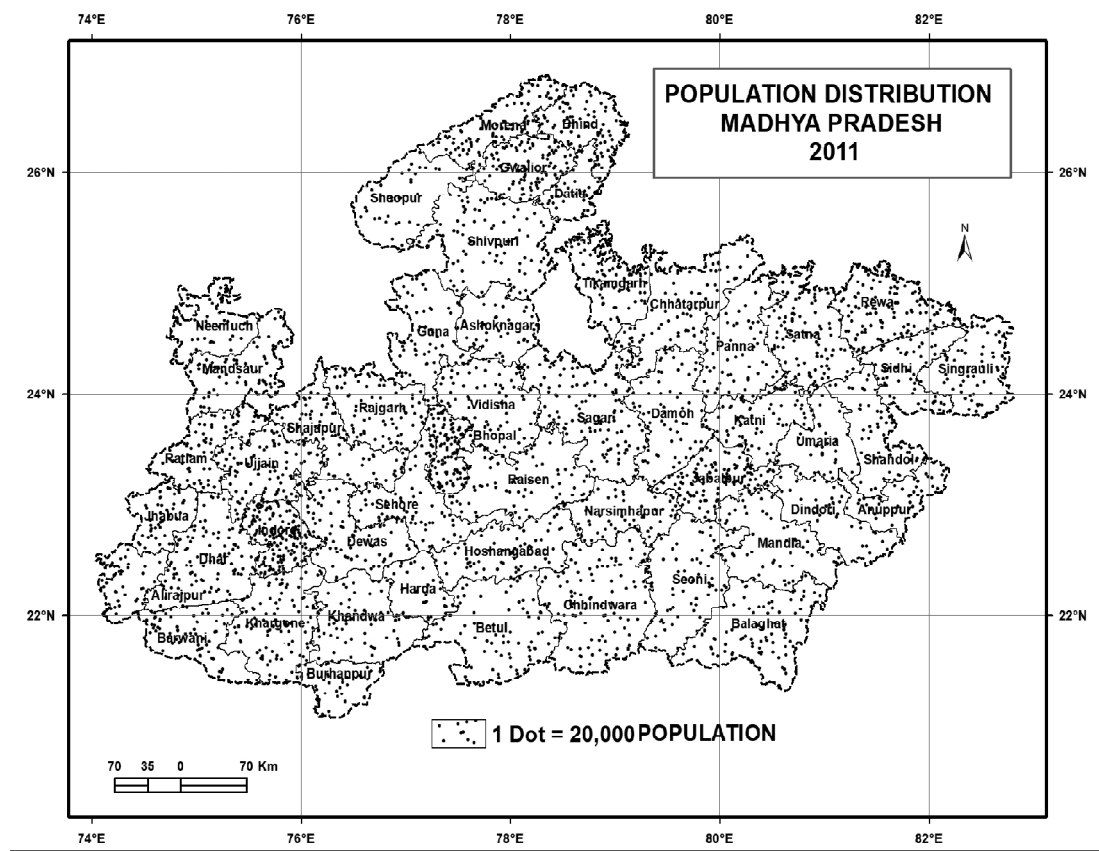 74°E 76°E 78°E 80°E 82°E
POPULATION DISTRIBUTION
MADHYA PRADESH
2011
Morena Bhind
26°N Gwalior 26°N
Sheopur Datia
N
Shivpuri
Tikamgarh
Chhatarpur Rewa
Neemuch Guna Ashoknagar Satna
Panna
Mandsaur Sidhi Singrauli
24°N 24°N
Rajgarh Vidisha Sagar Damoh Katni
Shajapur Bhopal Umaria
Ratlam Ujjain Shahdol
Raisen Jabalpur
Jhabua Sehore Narsimhapur Dindori Anuppur
Indore Dewas Hoshangabad Mandla
Dhar
Alirajpur Harda Chhindwara Seoni
22°N Khargone Khandwa 22°N
Barwani Betul Balaghat
Burhanpur
1 Dot = 20,000 POPULATION
70 35 0 70 Km
74°E 76°E 78°E 80°E 82°E